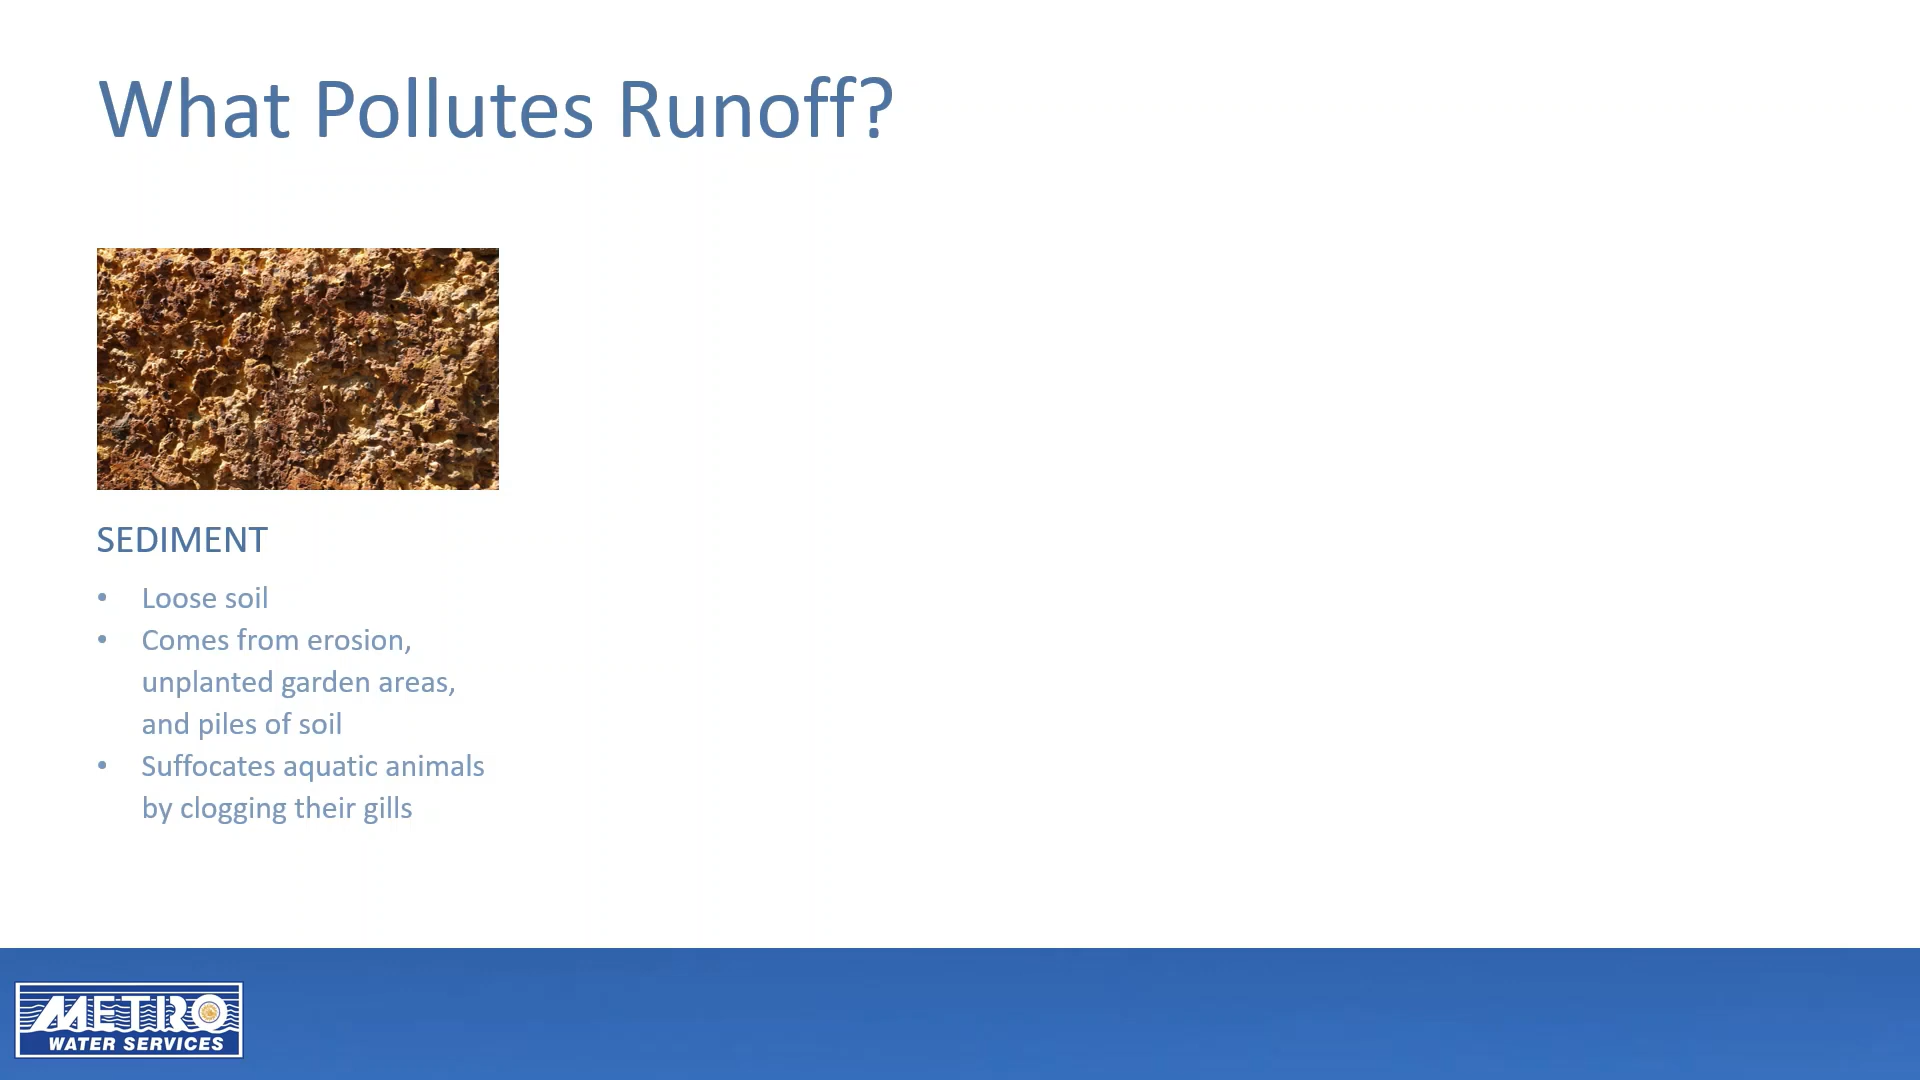 What Pollutes Runoff?
SEDIMENT
• Loose soil
• Comes from erosion,
unplanted garden areas,
and piles of soil
• Suffocates aquatic animals
by clogging their gills
METRO
WATER SERVICES